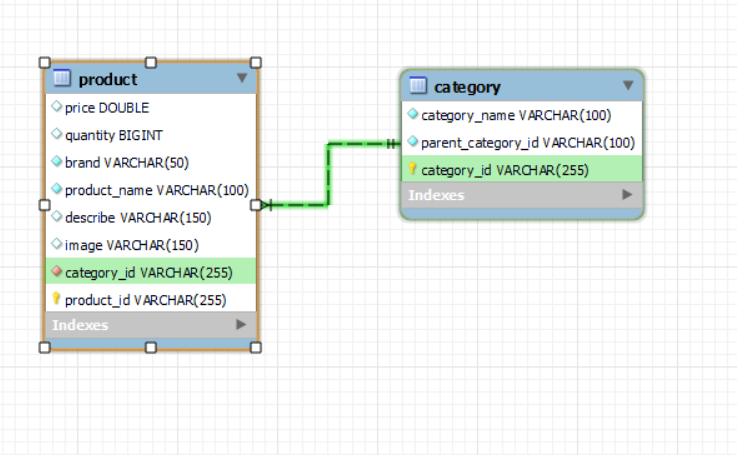 product
price DOUBLE
quantity BIGINT
brand VARCHAR(50)
product_name VARCHAR(100)
describe VARCHAR(150)
image VARCHAR(150)
category_id VARCHAR(255)
product_id VARCHAR(255)
Indexes
category
category_name VARCHAR(100)
parent_category_id VARCHAR(100)
category_id VARCHAR(255)
Indexes